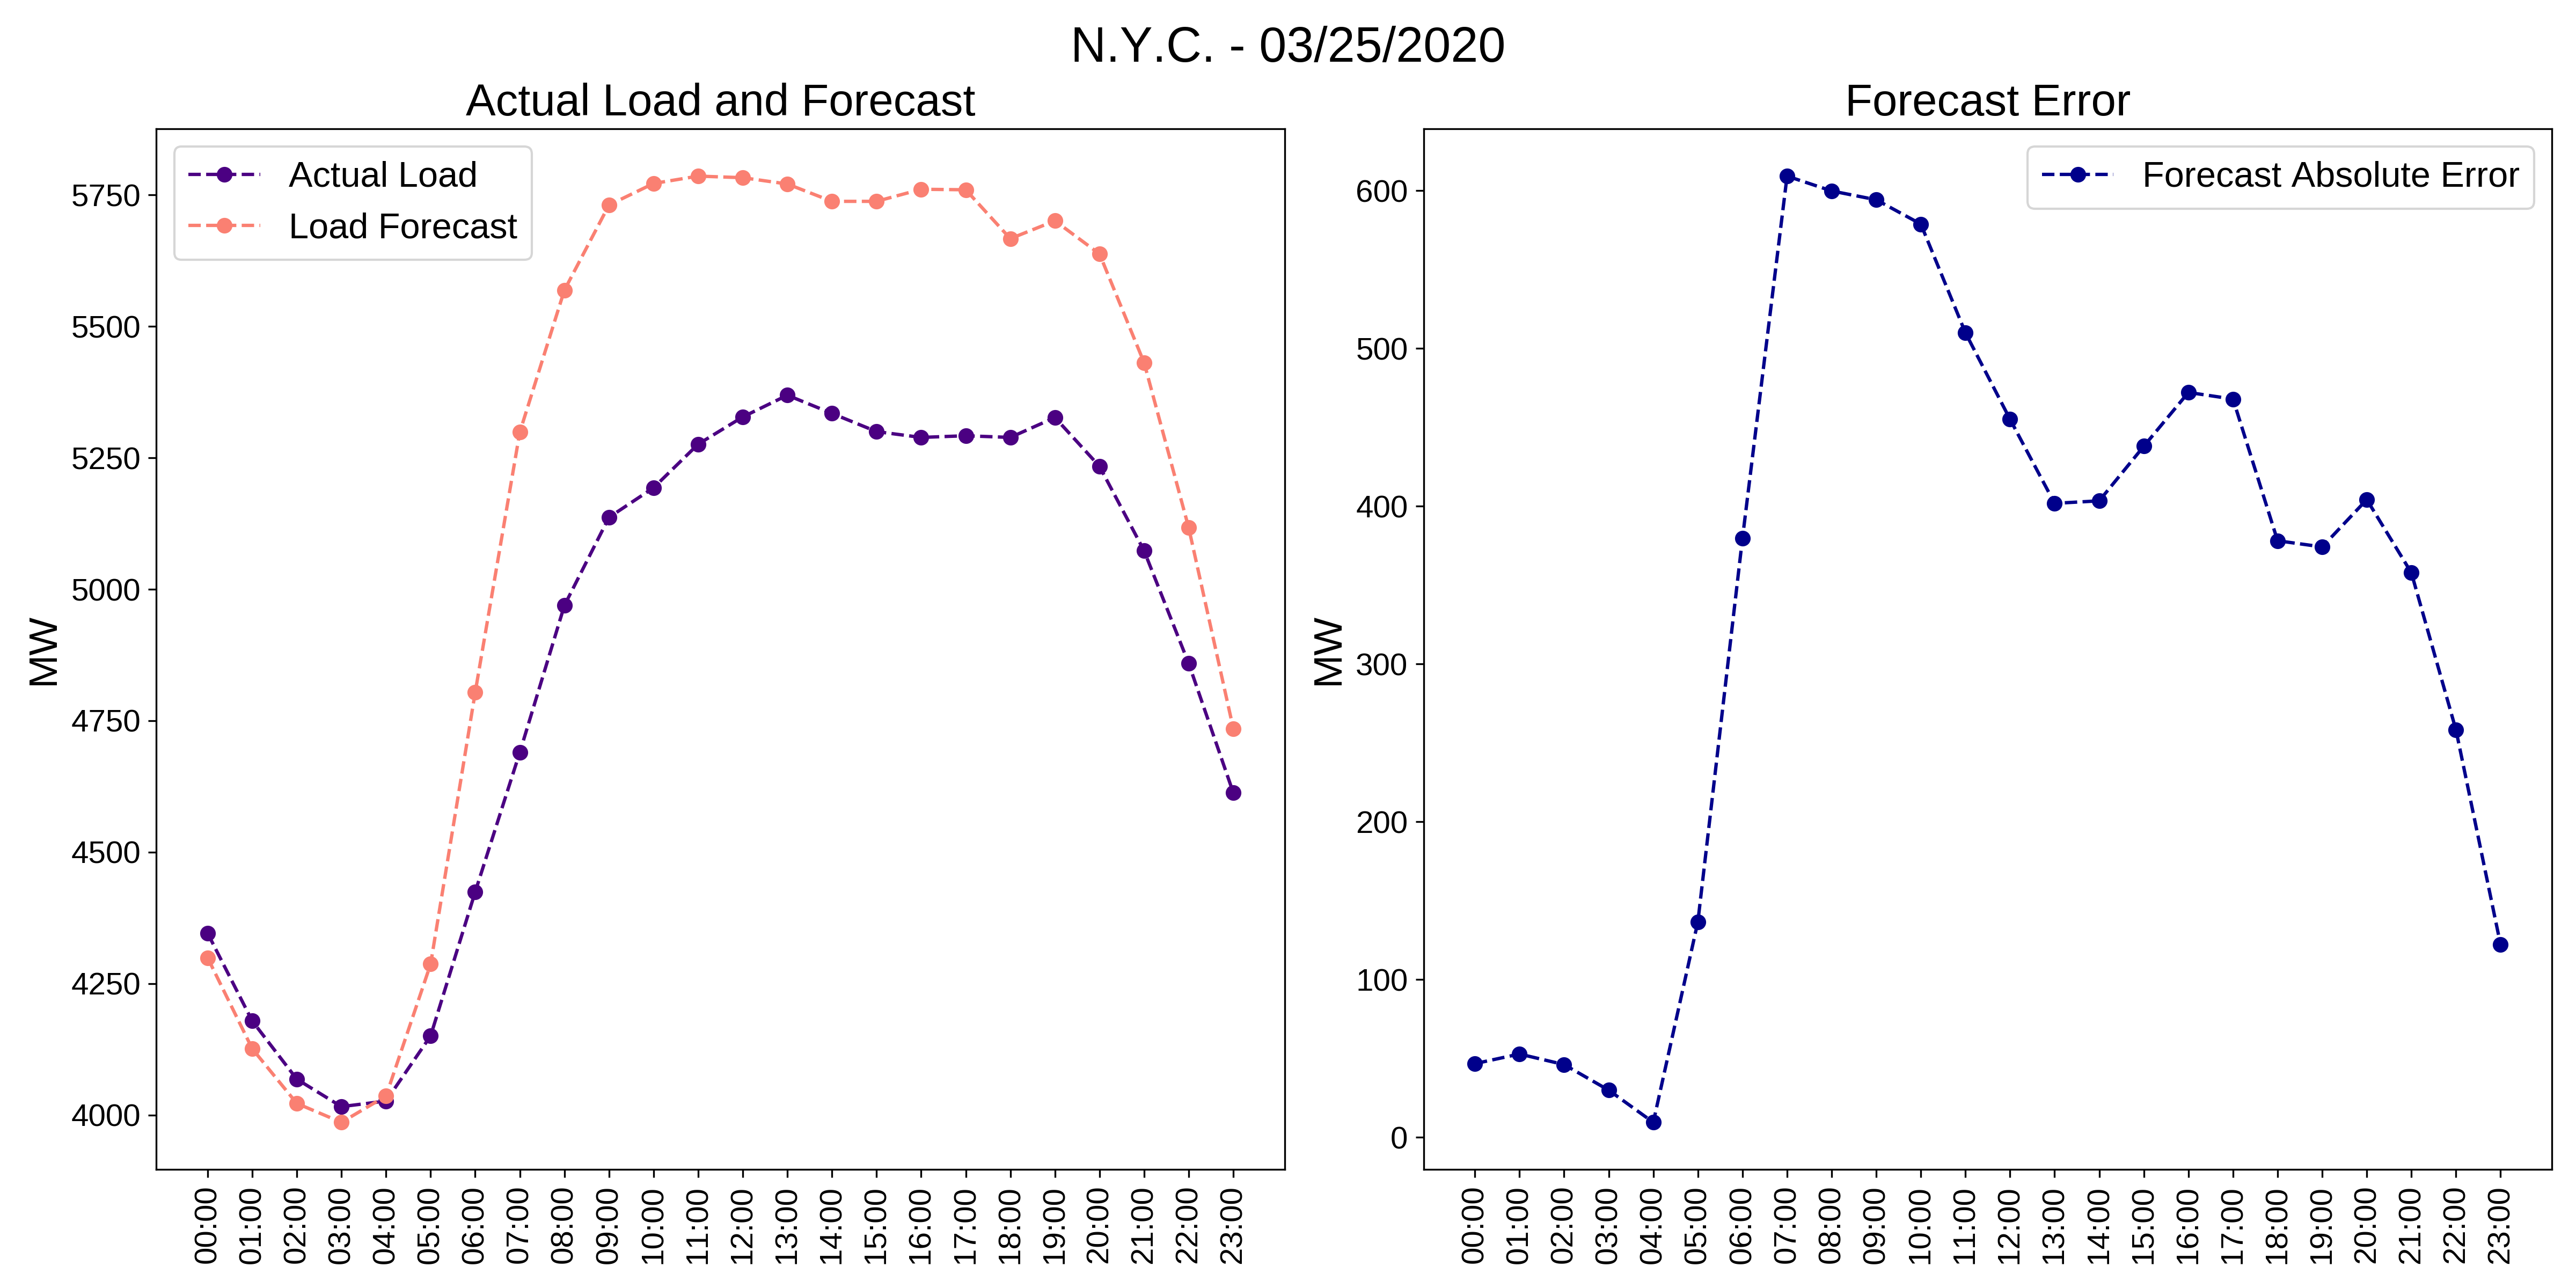 N.Y.C. - 03/25/2020
Actual Load and Forecast
Actual Load
Load Forecast
MW
5750
5500
5250
5000
4750
4500
4250
4000
00:00 01:00 02:00 03:00 04:00 05:00 06:00 07:00 08:00 09:00 10:00 11:00 12:00 13:00 14:00 15:00 16:00 17:00 18:00 19:00 20:00 21:00 22:00 23:00
Forecast Error
Forecast Absolute Error
MW
600
500
400
300
200
100
0
00:00 01:00 02:00 03:00 04:00 05:00 06:00 07:00 08:00 09:00 10:00 11:00 12:00 13:00 14:00 15:00 16:00 17:00 18:00 19:00 20:00 21:00 22:00 23:00